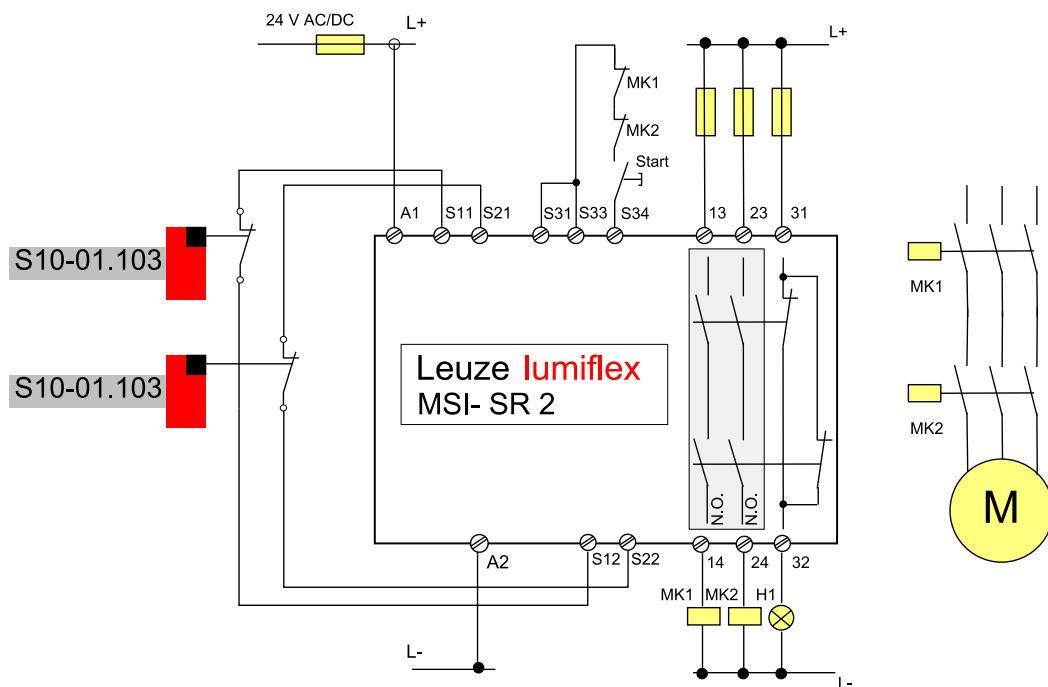 24 V AC/DC
L+
L+
MK1
MK2
Start
A1
S11
S21
S31
S33
S34
13
23
31
S10-01.103
MK1
S10-01.103
Leuze lumiflex
MSI- SR 2
MK2
N.O.
N.O.
M
A2
S12
S22
14
24
32
MK1
MK2
H1
L-
L-